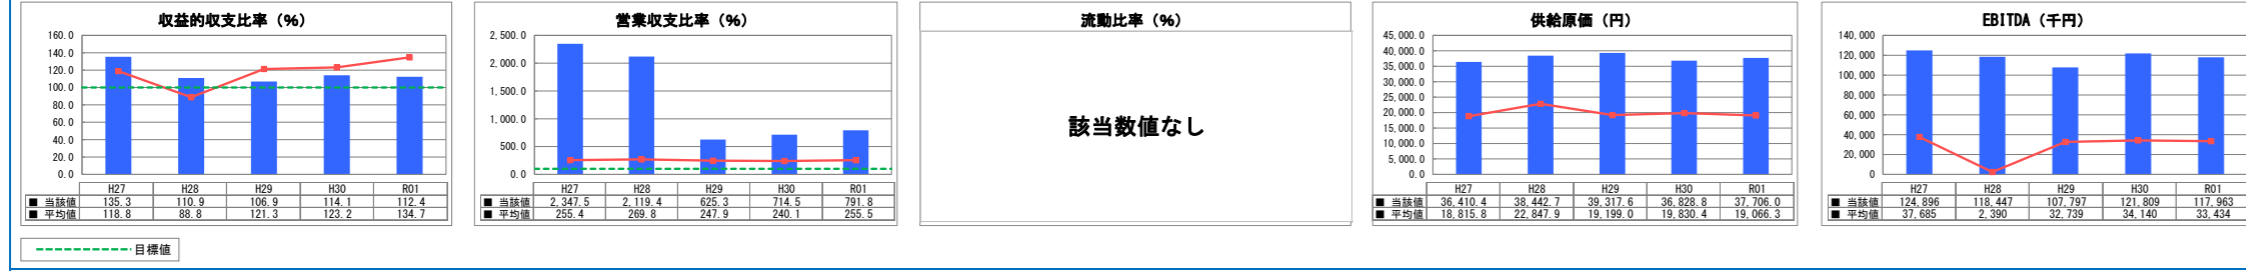 収益的収支比率（%）
160.0
140.0
120.0
100.0
80.0
60.0
40.0
20.0
0.0
H27 H28 H29 H30 R01
■ 当該値 135.3 110.9 106.9 114.1 112.4
■ 平均値 118.8 88.8 121.3 123.2 134.7
営業収支比率（%）
2,500.0
2,000.0
1,500.0
1,000.0
500.0
0.0
H27 H28 H29 H30 R01
■ 当該値 2,347.5 2,119.4 625.3 714.5 791.8
■ 平均値 255.4 269.8 247.9 240.1 255.5
流動比率（%）
該当数値なし
供給原価（円）
45,000.0
40,000.0
35,000.0
30,000.0
25,000.0
20,000.0
15,000.0
10,000.0
5,000.0
0.0
H27 H28 H29 H30 R01
■ 当該値 36,410.4 38,442.7 39,317.6 36,828.8 37,706.0
■ 平均値 18,815.8 22,847.9 19,199.0 19,830.4 19,066.3
EBITDA（千円）
140,000
120,000
100,000
80,000
60,000
40,000
20,000
0
H27 H28 H29 H30 R01
■ 当該値 124,896 118,447 107,797 121,809 117,963
■ 平均値 37,685 2,390 32,739 34,140 33,434
目標値